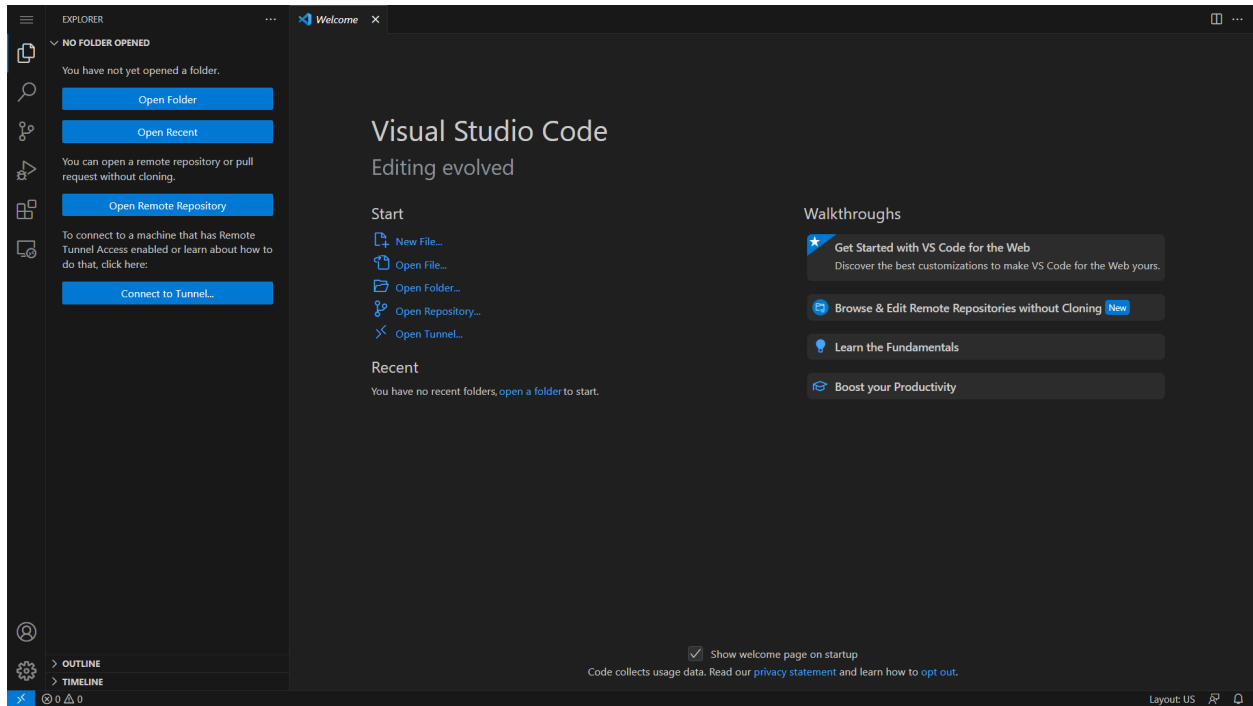 EXPLORER
Welcome
NO FOLDER OPENED
You have not yet opened a folder.
Open Folder
Open Recent
You can open a remote repository or pull
request without cloning.
Open Remote Repository
To connect to a machine that has Remote
Tunnel Access enabled or learn about how to
do that, click here:
Connect to Tunnel...
OUTLINE
TIMELINE
Visual Studio Code
Editing evolved
Start
New File...
Open File...
Open Folder...
Open Repository...
Open Tunnel...
Recent
You have no recent folders, open a folder to start.
Walkthroughs
Get Started with VS Code for the Web
Discover the best customizations to make VS Code for the Web yours.
Browse & Edit Remote Repositories without Cloning New
Learn the Fundamentals
Boost your Productivity
Show welcome page on startup
Code collects usage data. Read our privacy statement and learn how to opt out.
0 0
Layout: US